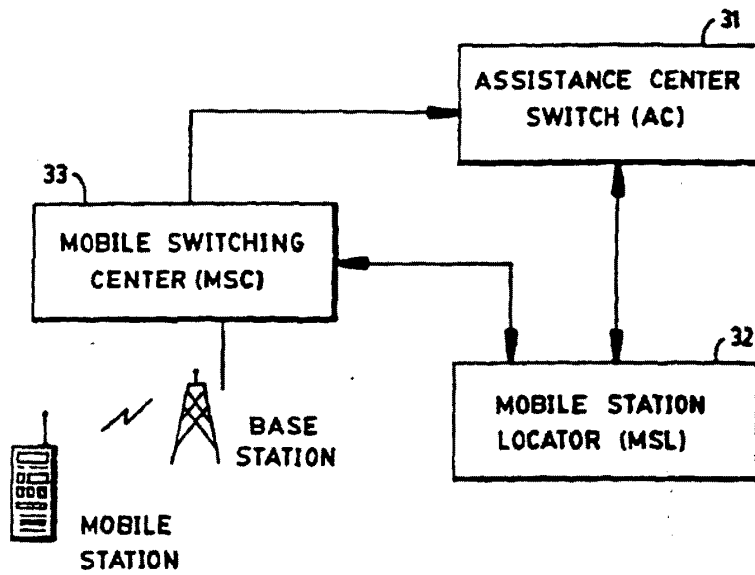 31
ASSISTANCE CENTER
SWITCH (AC)
33
MOBILE SWITCHING
CENTER (MSC)
32
MOBILE STATION
LOCATOR (MSL)
BASE
STATION
MOBILE
STATION